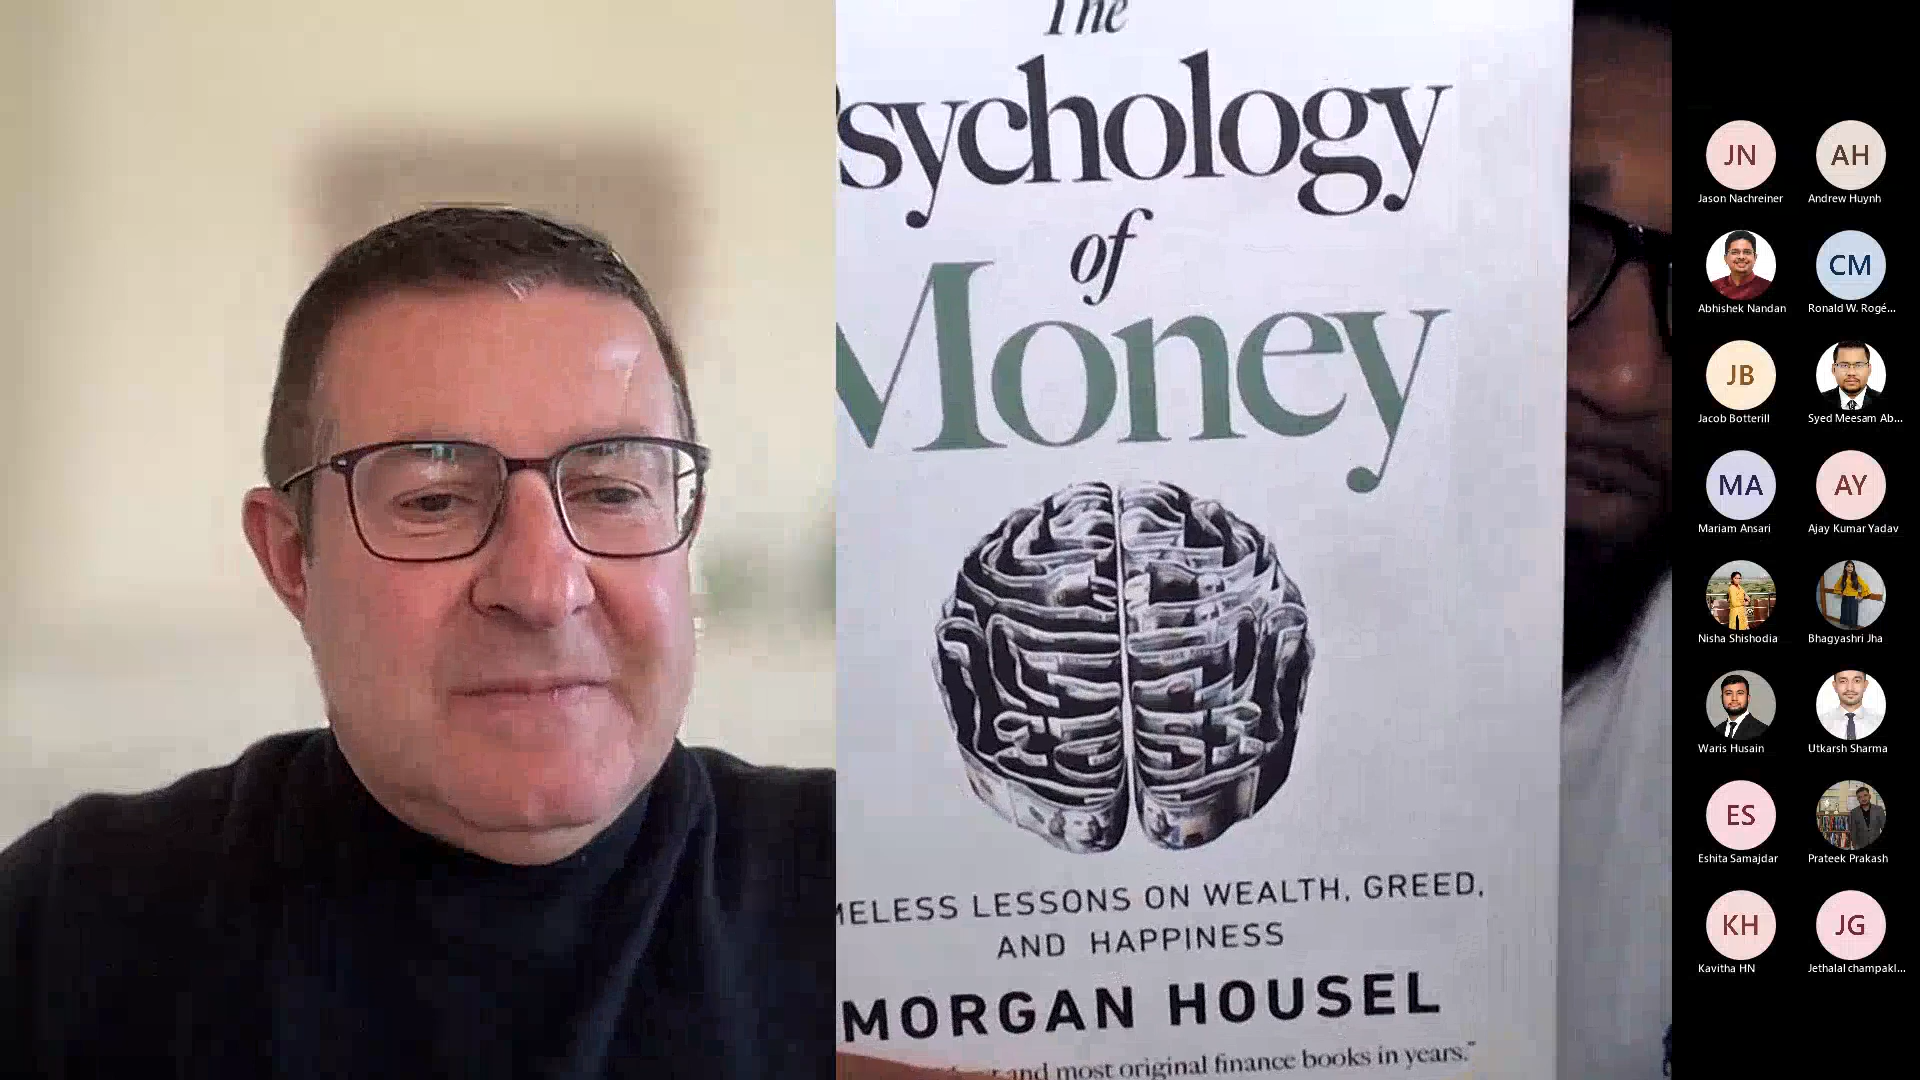 The
Psychology
of
Money
MELESS LESSONS ON WEALTH, GREED,
AND HAPPINESS
MORGAN HOUSEL
and most original finance books in years."
JN
Jason Nachreiner
AH
Andrew Huynh
Abhishek Nandan
CM
Ronald W. Rogé...
JB
Jacob Botterill
Syed Meesam Ab...
MA
Mariam Ansari
AY
Ajay Kumar Yadav
Nisha Shishodia
Bhagyashri Jha
Waris Husain
Utkarsh Sharma
ES
Eshita Samajdar
Prateek Prakash
KH
Kavitha HN
JG
Jethalal champakl...